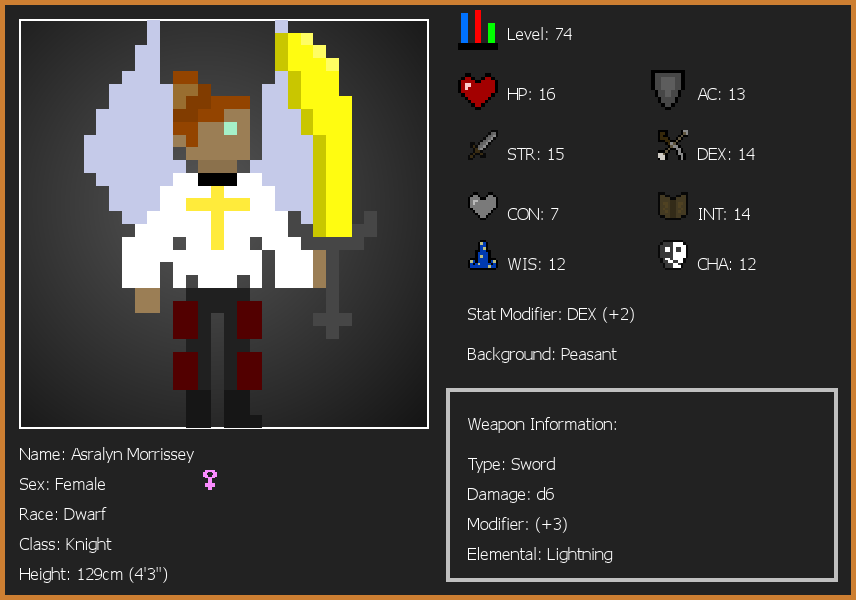 Level: 74
HP: 16
AC: 13
STR: 15
DEX: 14
CON: 7
INT: 14
WIS: 12
CHA: 12
Stat Modifier: DEX (+2)
Background: Peasant
Weapon Information:
Type: Sword
Damage: d6
Modifier: (+3)
Elemental: Lightning
Name: Asralyn Morrissey
Sex: Female
Race: Dwarf
Class: Knight
Height: 129cm (4'3")